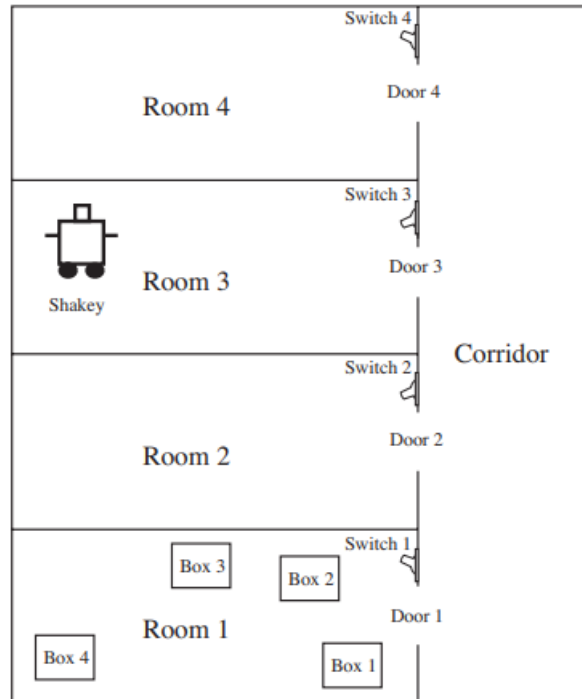 Switch 4
Door 4
Room 4
Switch 3
Door 3
Room 3
Shakey
Corridor
Switch 2
Door 2
Room 2
Switch 1
Box 3
Box 2
Door 1
Room 1
Box 4
Box 1